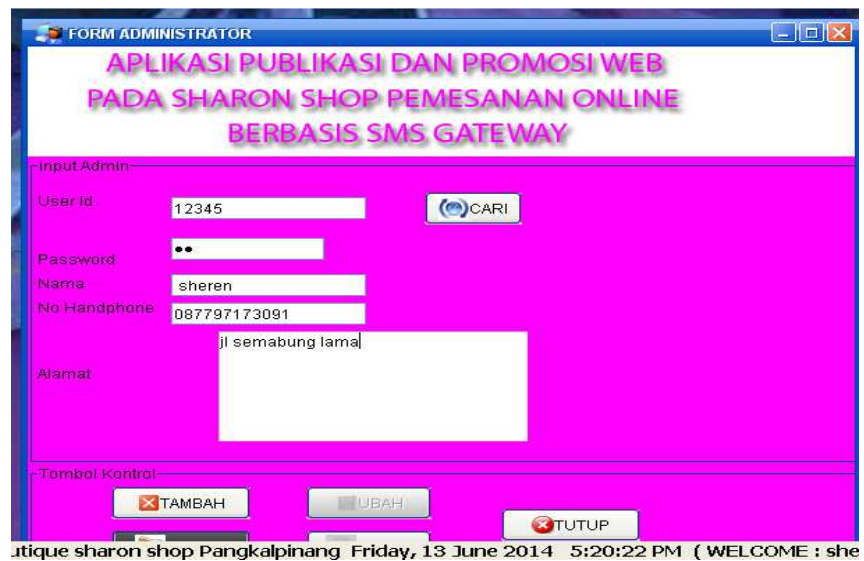 FORM ADMINISTRATOR
APLIKASI PUBLIKASI DAN PROMOSI WEB
PADA SHARON SHOP PEMESANAN ONLINE
BERBASIS SMS GATEWAY
Input Admin
User id 12345 CARI
Password ••
Nama sheren
No Handphone 087797173091
jl semabung lama
Alamat
Tombol Kontrol
TAMBAH UBAH
TUTUP
utique sharon shop Pangkalpinang Friday, 13 June 2014 5:20:22 PM ( WELCOME : she